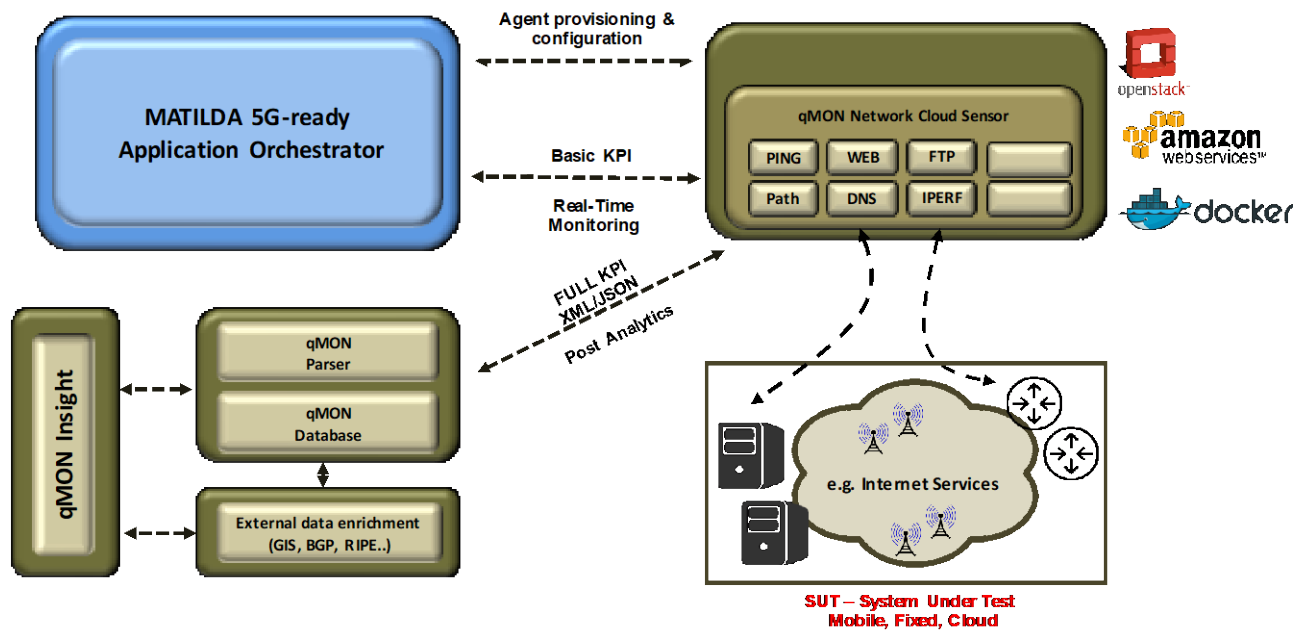 Agent provisioning &
configuration
MATILDA 5G-ready
Application Orchestrator
Basic KPI
Real-Time
Monitoring
qMON Network Cloud Sensor
PING
WEB
FTP
Path
DNS
IPERF
openstack
amazon
webservices™
docker
FULL KPI
XML/JSON
Post Analytics
qMON Insight
qMON
Parser
qMON
Database
External data enrichment
(GIS, BGP, RIPE..)
e.g. Internet Services
SUT – System Under Test
Mobile, Fixed, Cloud